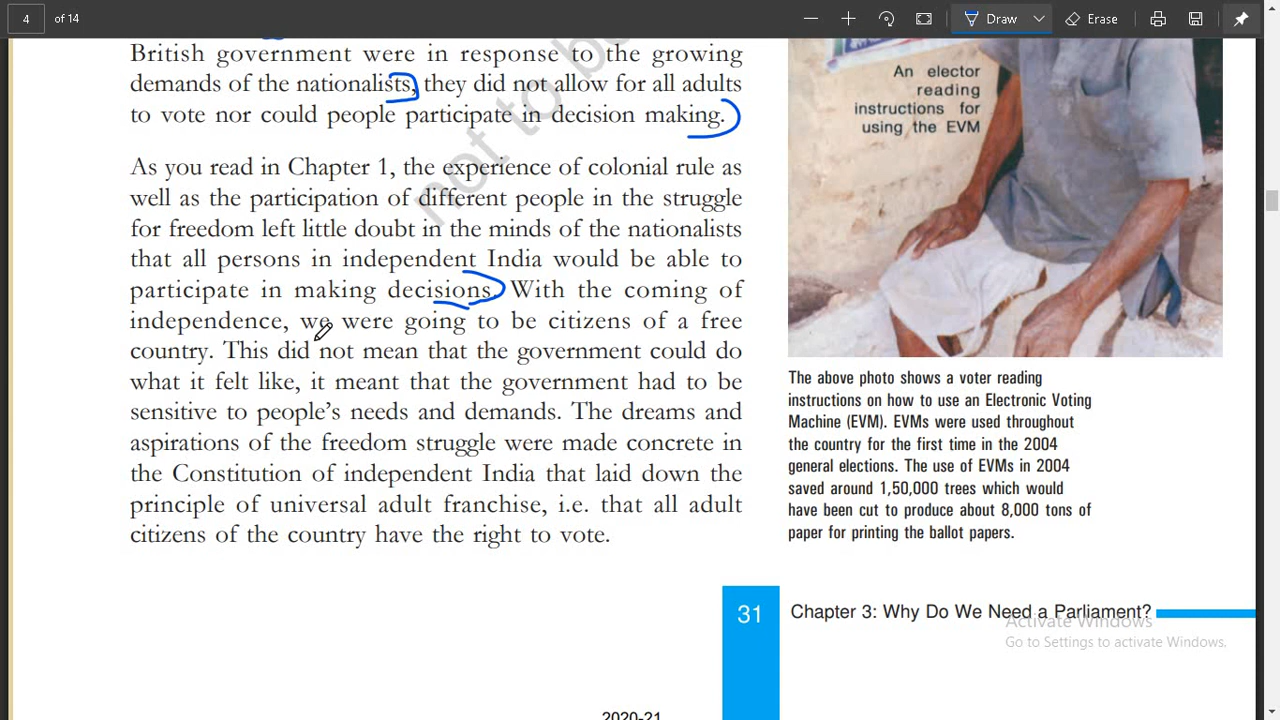 4 of 14
Draw
Erase
British government were in response to the growing
demands of the nationalists, they did not allow for all adults
to vote nor could people participate in decision making.
As you read in Chapter 1, the experience of colonial rule as
well as the participation of different people in the struggle
for freedom left little doubt in the minds of the nationalists
that all persons in independent India would be able to
participate in making decisions. With the coming of
independence, we were going to be citizens of a free
country. This did not mean that the government could do
what it felt like, it meant that the government had to be
sensitive to people’s needs and demands. The dreams and
aspirations of the freedom struggle were made concrete in
the Constitution of independent India that laid down the
principle of universal adult franchise, i.e. that all adult
citizens of the country have the right to vote.
not to b
An elector
reading
instructions for
using the EVM
The above photo shows a voter reading
instructions on how to use an Electronic Voting
Machine (EVM). EVMs were used throughout
the country for the first time in the 2004
general elections. The use of EVMs in 2004
saved around 1,50,000 trees which would
have been cut to produce about 8,000 tons of
paper for printing the ballot papers.
31 Chapter 3: Why Do We Need a Parliament?
Activate Windows
Go to Settings to activate Windows.
2020-21